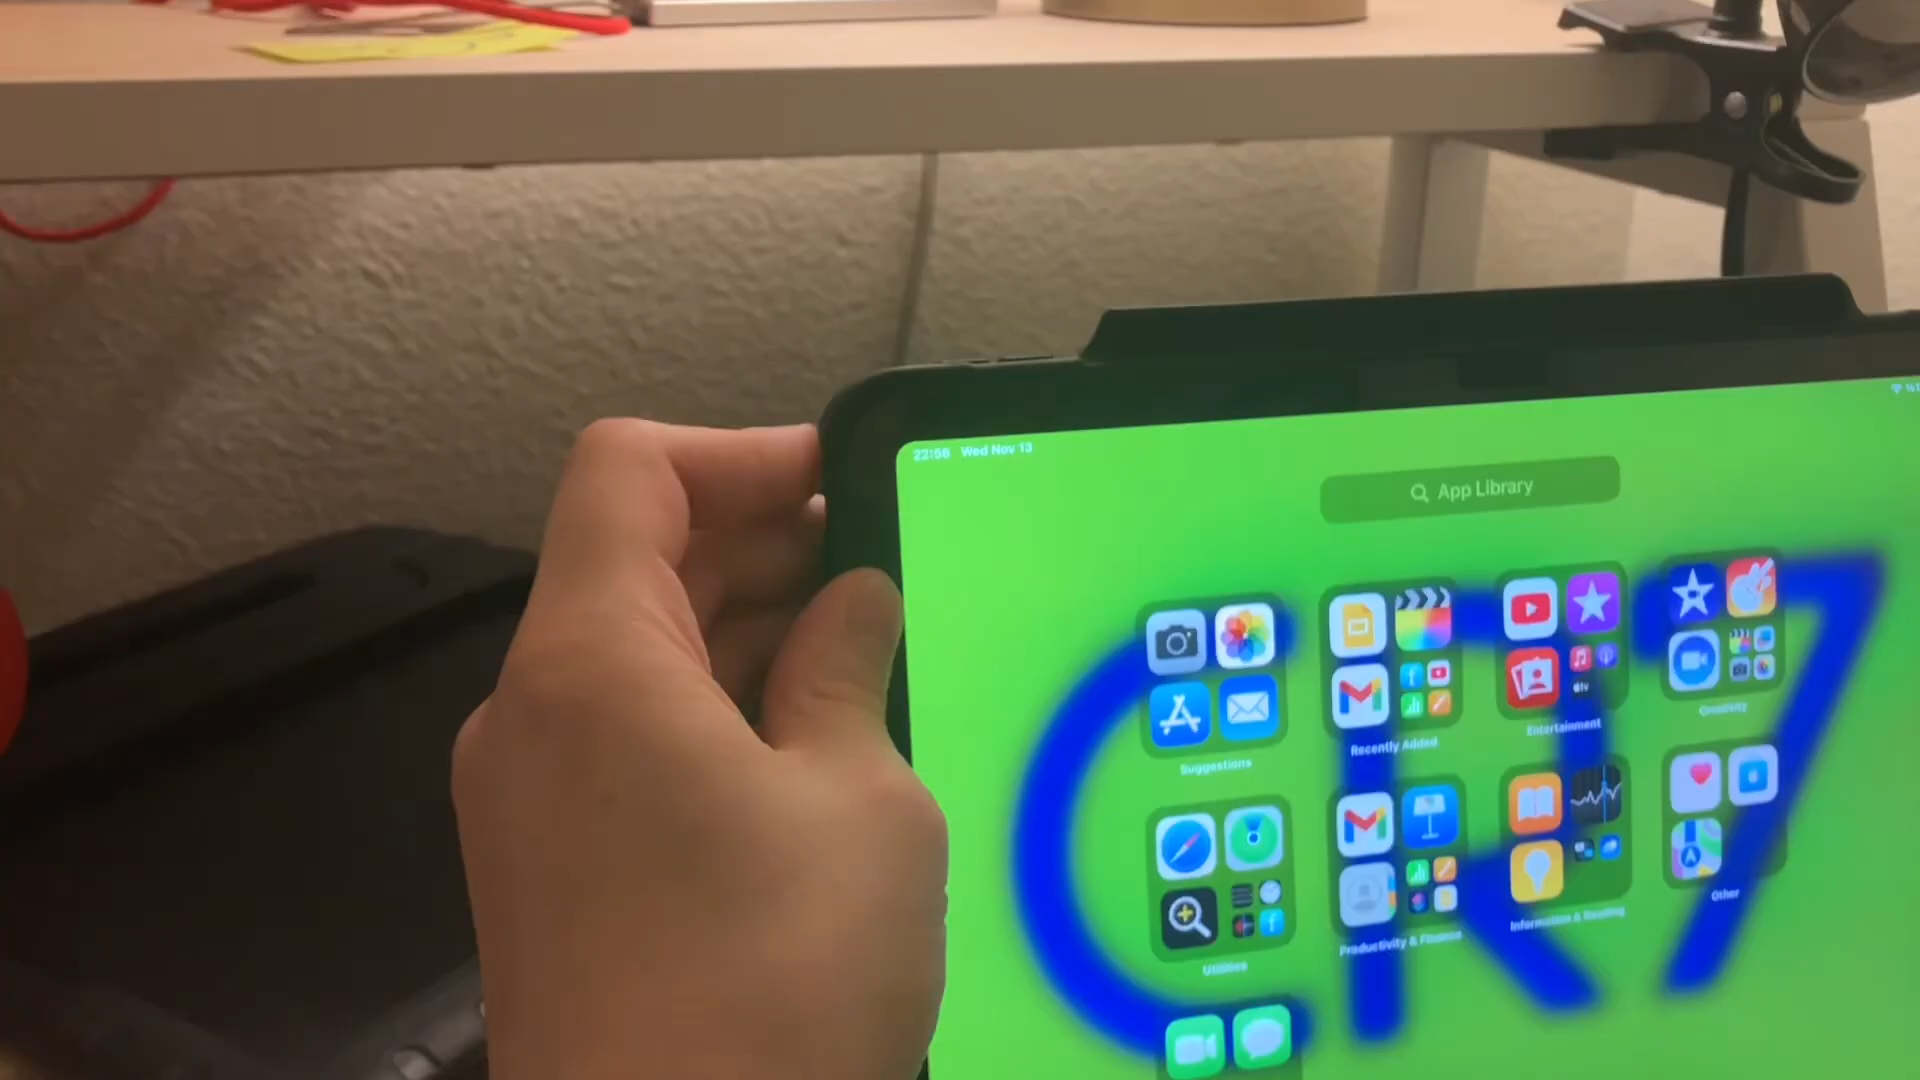 22:56 Wed Nov 13
App Library
CR7
Suggestions
Recently Added
Entertainment
Creativity
Utilities
Productivity & Finance
Information & Reading
Other